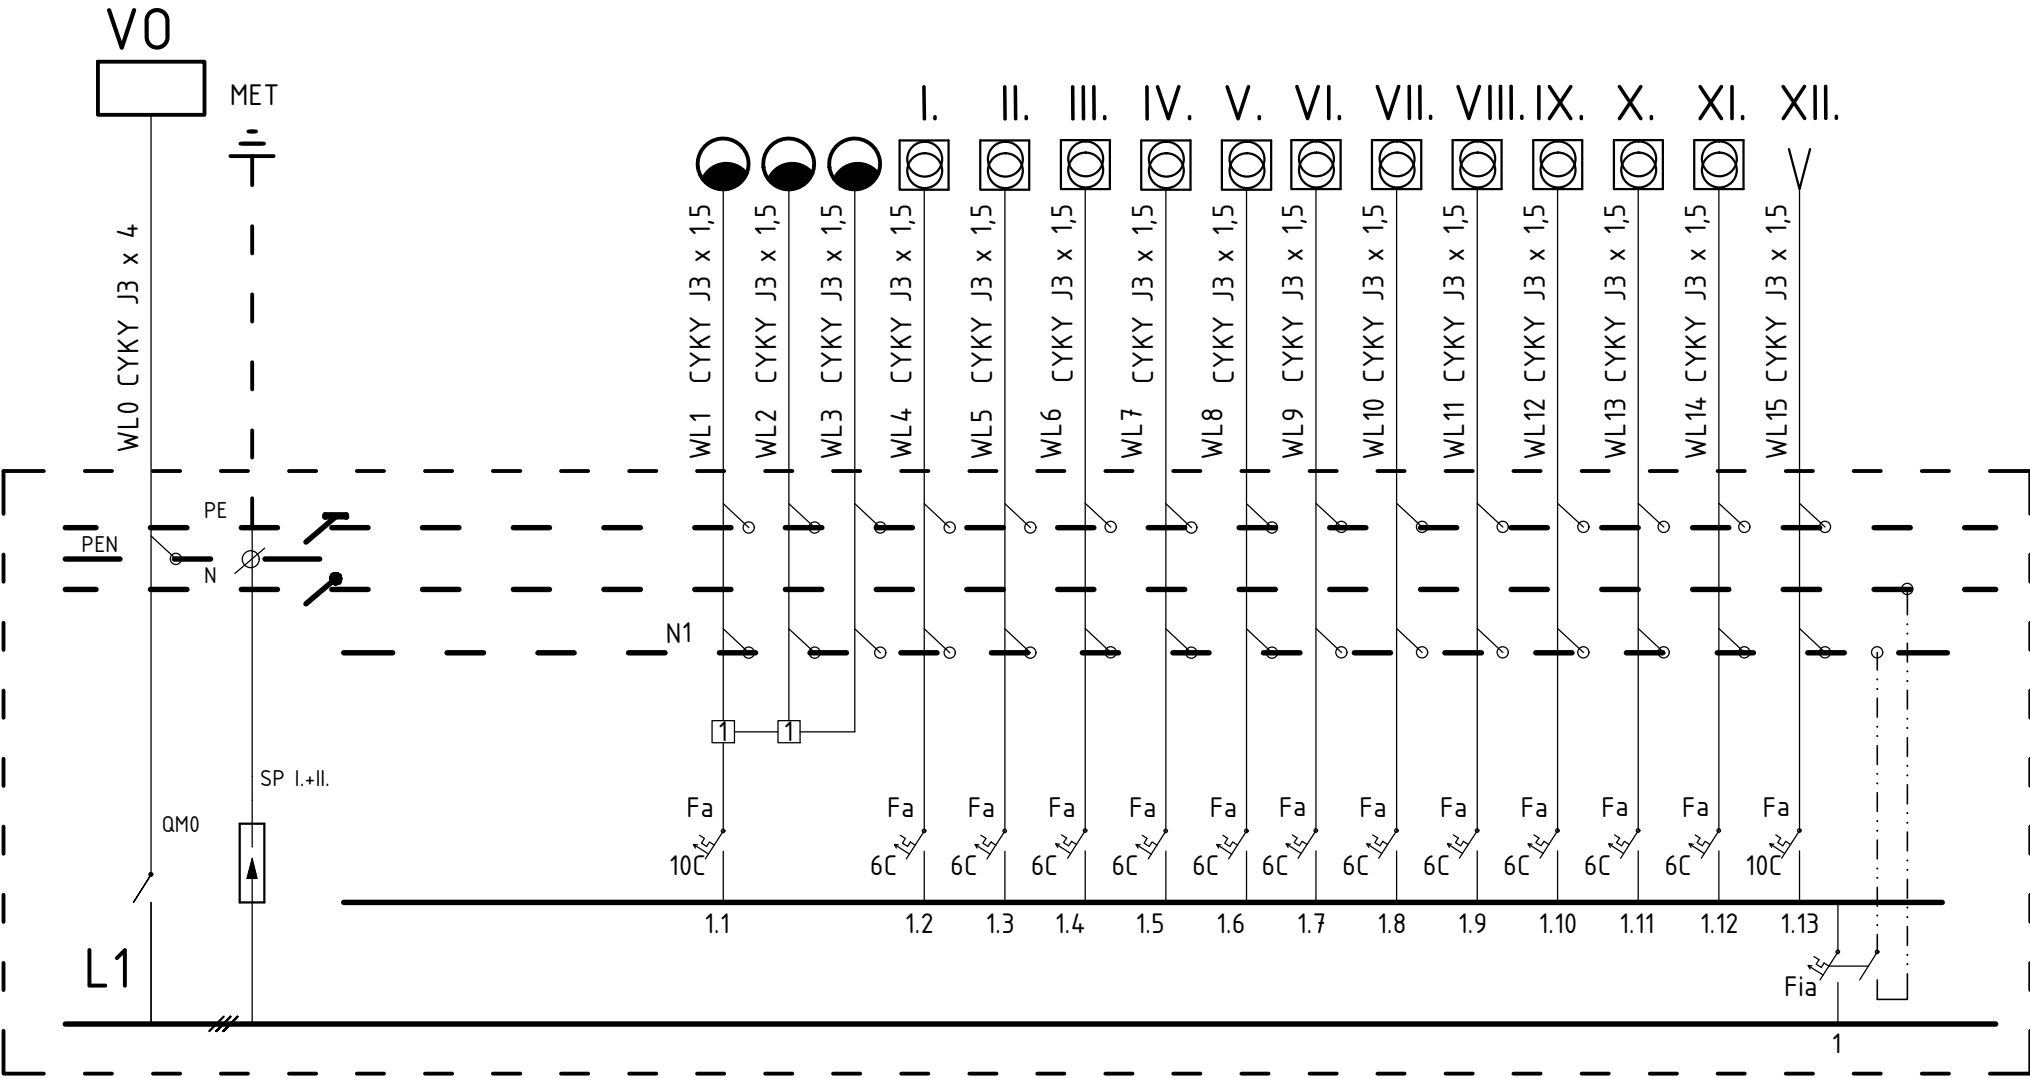 VO
MET
I. II. III. IV. V. VI. VII. VIII. IX. X. XI. XII.
WL0 CYKY J3 x 4
WL1 CYKY J3 x 1,5
WL2 CYKY J3 x 1,5
WL3 CYKY J3 x 1,5
WL4 CYKY J3 x 1,5
WL5 CYKY J3 x 1,5
WL6 CYKY J3 x 1,5
WL7 CYKY J3 x 1,5
WL8 CYKY J3 x 1,5
WL9 CYKY J3 x 1,5
WL10 CYKY J3 x 1,5
WL11 CYKY J3 x 1,5
WL12 CYKY J3 x 1,5
WL13 CYKY J3 x 1,5
WL14 CYKY J3 x 1,5
WL15 CYKY J3 x 1,5
PE
PEN
N
N1
1 1
SP I.+II.
QM0
Fa Fa Fa Fa Fa Fa Fa Fa Fa Fa Fa Fa Fa
10C 6C 6C 6C 6C 6C 6C 6C 6C 6C 6C 6C 10C
1.1 1.2 1.3 1.4 1.5 1.6 1.7 1.8 1.9 1.10 1.11 1.12 1.13
L1
Fia
1